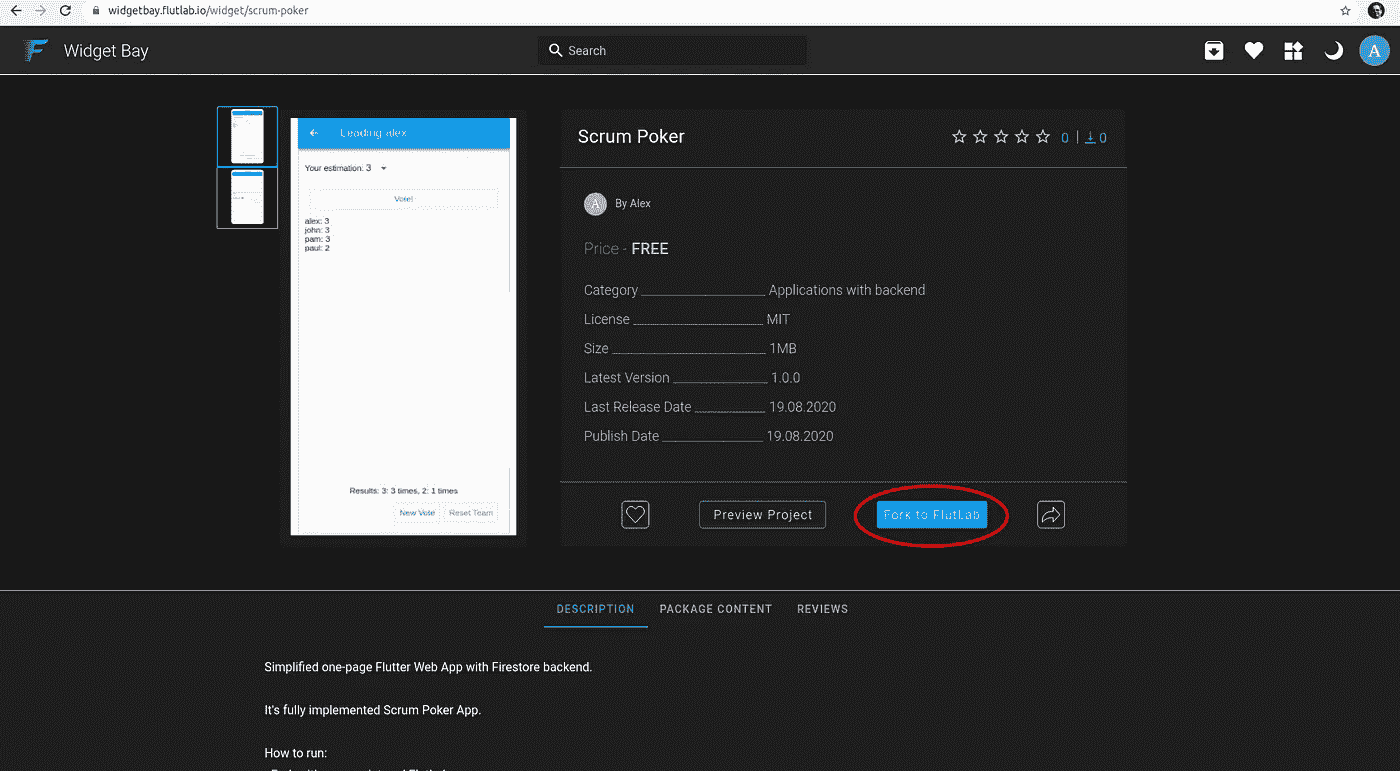 widgetbay.flutlab.io/widget/scrum-poker
Widget Bay
Search
A
Leading alex
Your estimation: 3
Vote!
alex: 3
john: 3
pam: 3
paul: 2
Results: 3: 3 times, 2: 1 times
New Vote Reset Team
Scrum Poker
0 | 0
A By Alex
Price - FREE
Category Applications with backend
License MIT
Size 1MB
Latest Version 1.0.0
Last Release Date 19.08.2020
Publish Date 19.08.2020
Preview Project Fork to FlutLab
DESCRIPTION PACKAGE CONTENT REVIEWS
Simplified one-page Flutter Web App with Firestore backend.
It's fully implemented Scrum Poker App.
How to run: